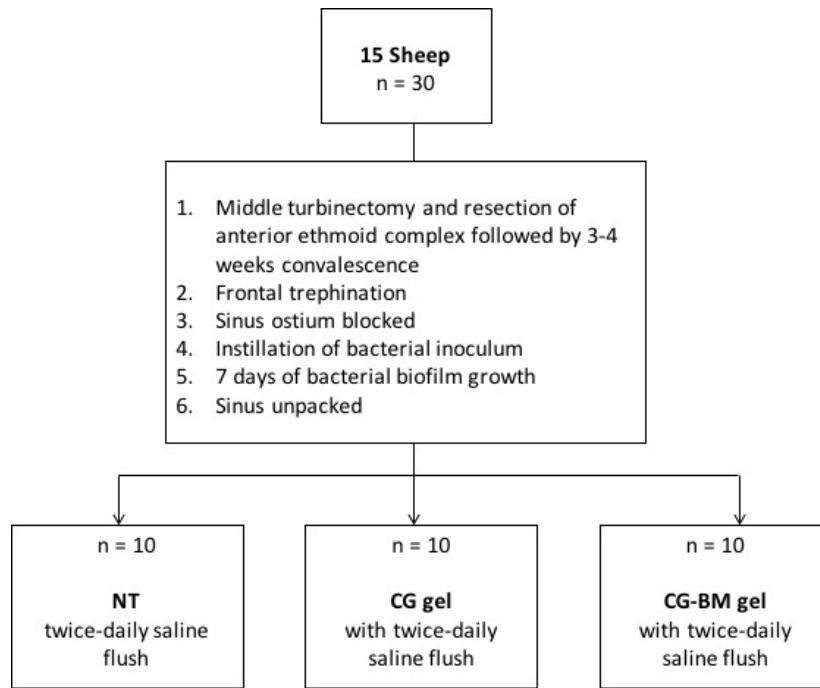 15 Sheep
n = 30
1. Middle turbinectomy and resection of
anterior ethmoid complex followed by 3-4
weeks convalescence
2. Frontal trephination
3. Sinus ostium blocked
4. Instillation of bacterial inoculum
5. 7 days of bacterial biofilm growth
6. Sinus unpacked
n = 10
NT
twice-daily saline
flush
n = 10
CG gel
with twice-daily
saline flush
n = 10
CG-BM gel
with twice-daily
saline flush